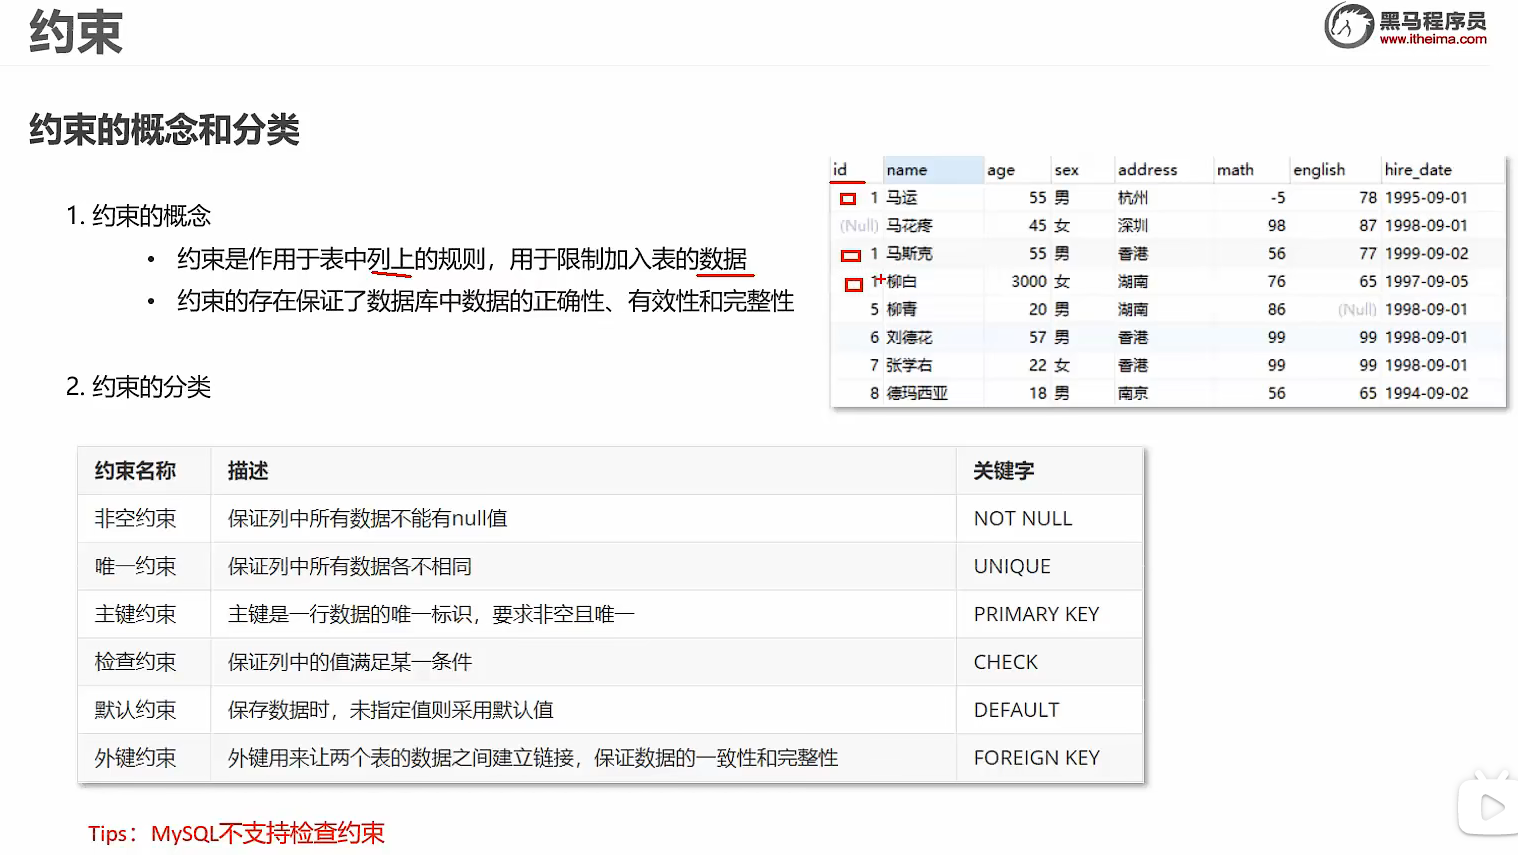 约束
黑马程序员
www.itheima.com
约束的概念和分类
1. 约束的概念
• 约束是作用于表中列上的规则，用于限制加入表的数据
• 约束的存在保证了数据库中数据的正确性、有效性和完整性
2. 约束的分类
id name age sex address math english hire_date
1 马运 55 男 杭州 -5 78 1995-09-01
(Null) 马花疼 45 女 深圳 98 87 1998-09-01
1 马斯克 55 男 香港 56 77 1999-09-02
1 柳白 3000 女 湖南 76 65 1997-09-05
5 柳青 20 男 湖南 86 (Null) 1998-09-01
6 刘德花 57 男 香港 99 99 1998-09-01
7 张学右 22 女 香港 99 99 1998-09-01
8 德玛西亚 18 男 南京 56 65 1994-09-02
约束名称 描述 关键字
非空约束 保证列中所有数据不能有null值 NOT NULL
唯一约束 保证列中所有数据各不相同 UNIQUE
主键约束 主键是一行数据的唯一标识，要求非空且唯一 PRIMARY KEY
检查约束 保证列中的值满足某一条件 CHECK
默认约束 保存数据时，未指定值则采用默认值 DEFAULT
外键约束 外键用来让两个表的数据之间建立链接，保证数据的一致性和完整性 FOREIGN KEY
Tips：MySQL不支持检查约束